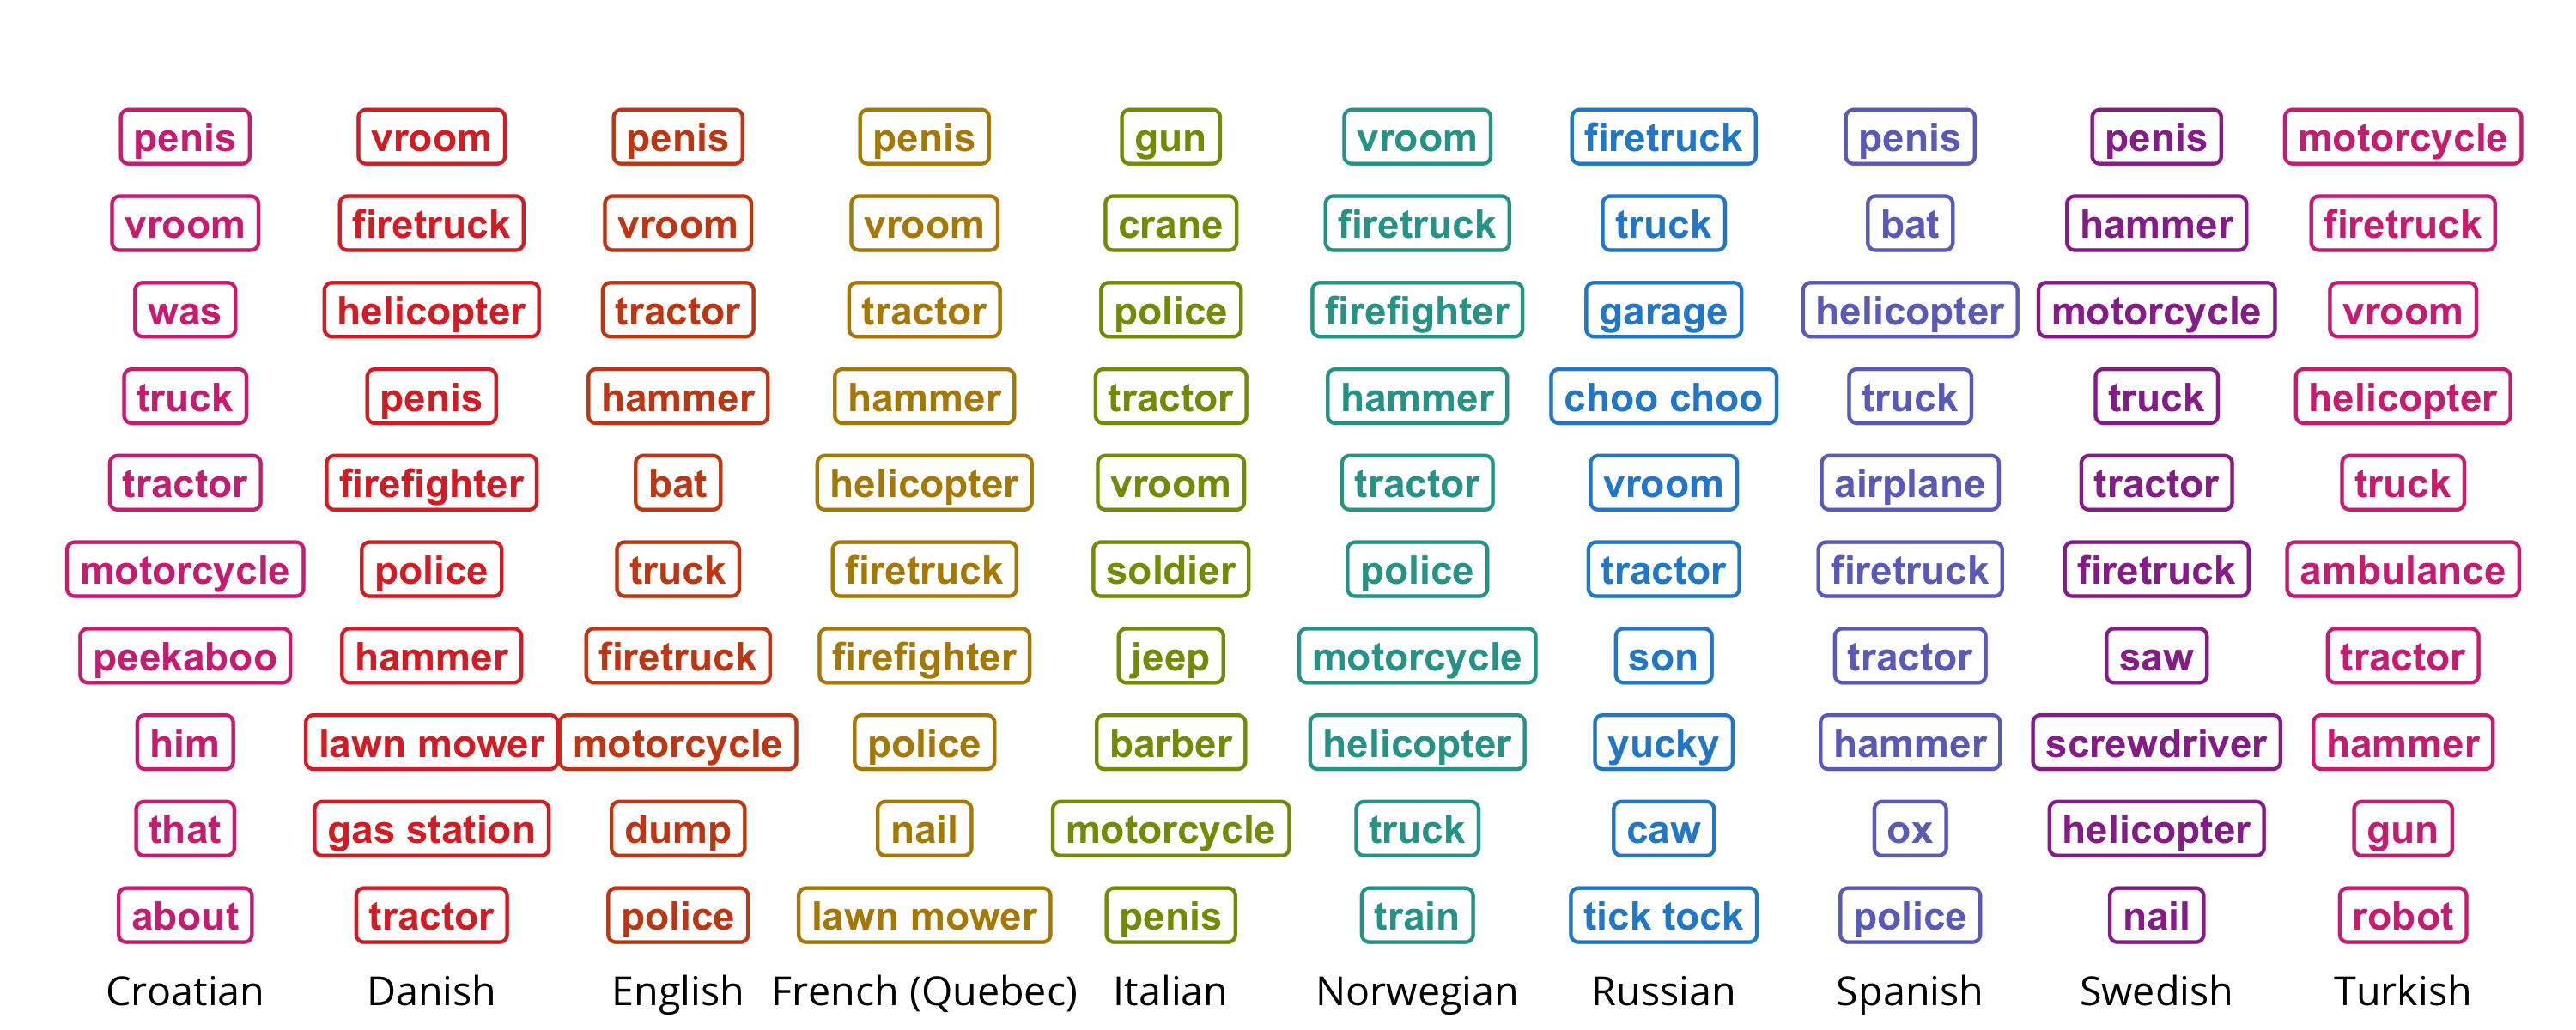 penis vroom penis penis gun vroom firetruck penis penis motorcycle
vroom firetruck vroom vroom crane firetruck truck bat hammer firetruck
was helicopter tractor tractor police firefighter garage helicopter motorcycle vroom
truck penis hammer hammer tractor hammer choo choo truck truck helicopter
tractor firefighter bat helicopter vroom tractor vroom airplane tractor truck
motorcycle police truck firetruck soldier police tractor firetruck firetruck ambulance
peekaboo hammer firetruck firefighter jeep motorcycle son tractor saw tractor
him lawn mower motorcycle police barber helicopter yucky hammer screwdriver hammer
that gas station dump nail motorcycle truck caw ox helicopter gun
about tractor police lawn mower penis train tick tock police nail robot
Croatian Danish English French (Quebec) Italian Norwegian Russian Spanish Swedish Turkish